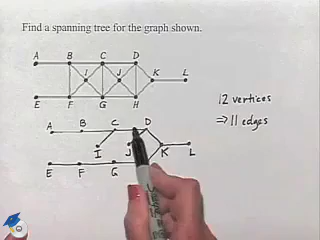 Find a spanning tree for the graph shown.
A B C D
I J K L
E F G H
12 vertices
⇒ 11 edges
A B C D
I J K L
E F G